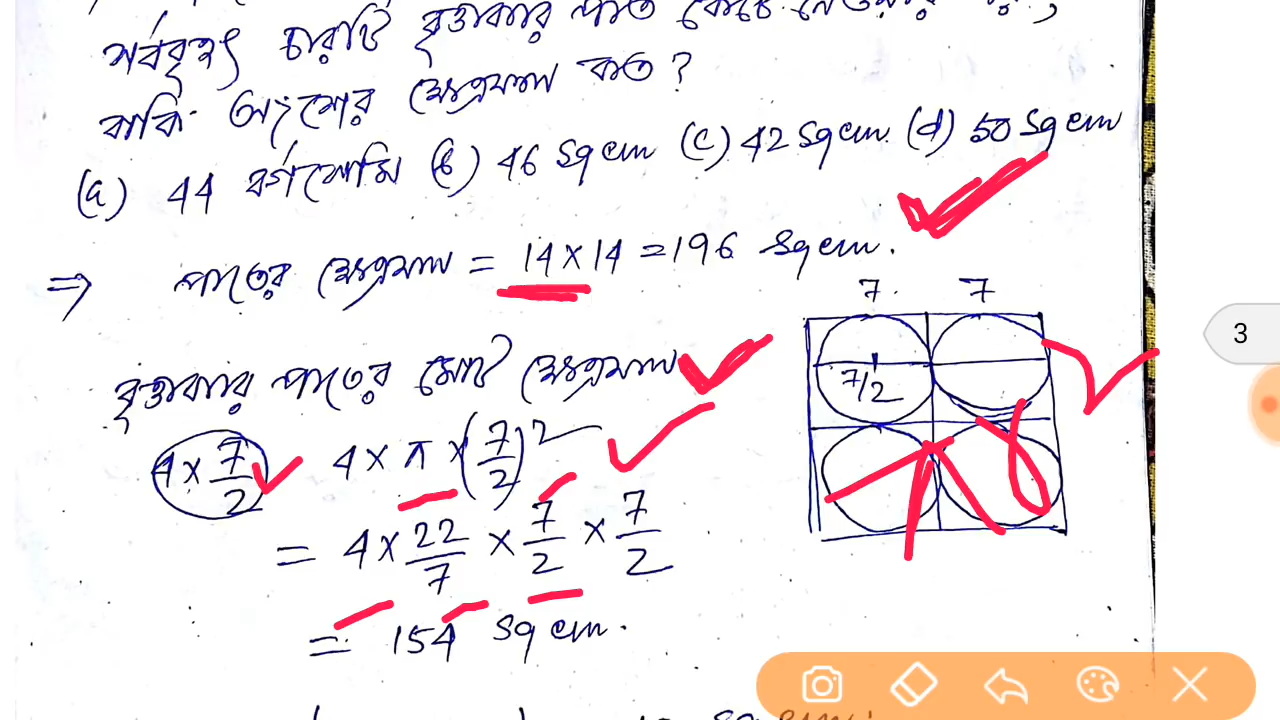 সর্ববৃহৎ চারটি বৃত্তাকার পাত কেটে নেওয়ার
বাকি অংশের ক্ষেত্রফল কত ?
(a) 44 বর্গসেমি (b) 46 sq cm (c) 42 sq cm (d) 50 sq cm
⇒ পাতের ক্ষেত্রফল = 14 × 14 = 196 sq cm.
7. 7
বৃত্তাকার পাতের মোট ক্ষেত্রফল
7/2
4 × 7/2 4 × π × (7/2)²
= 4 × 22/7 × 7/2 × 7/2
= 154 sq cm.
3